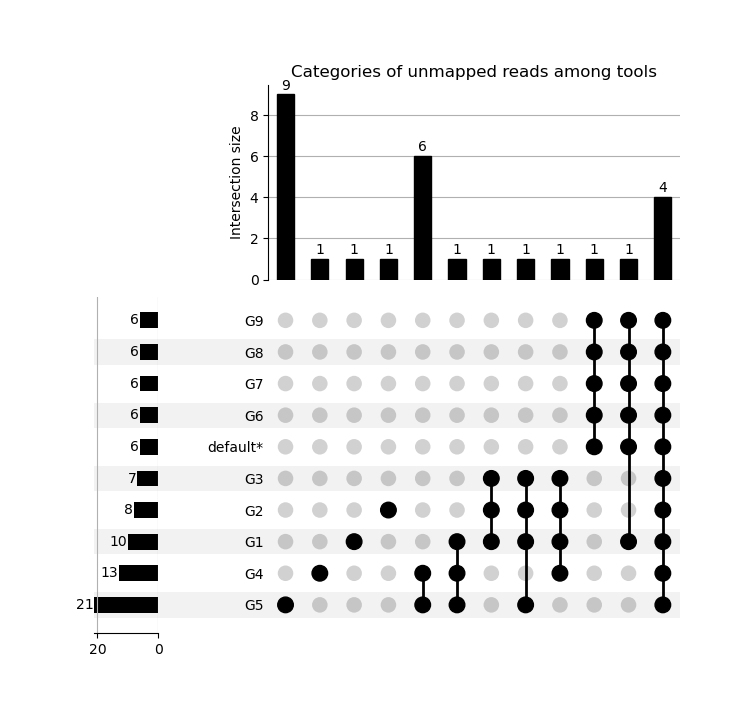 Categories of unmapped reads among tools
Intersection size
8
6
4
2
0
9 1 1 1 6 1 1 1 1 1 1 4
6 G9
6 G8
6 G7
6 G6
6 default*
7 G3
8 G2
10 G1
13 G4
21 G5
20 0